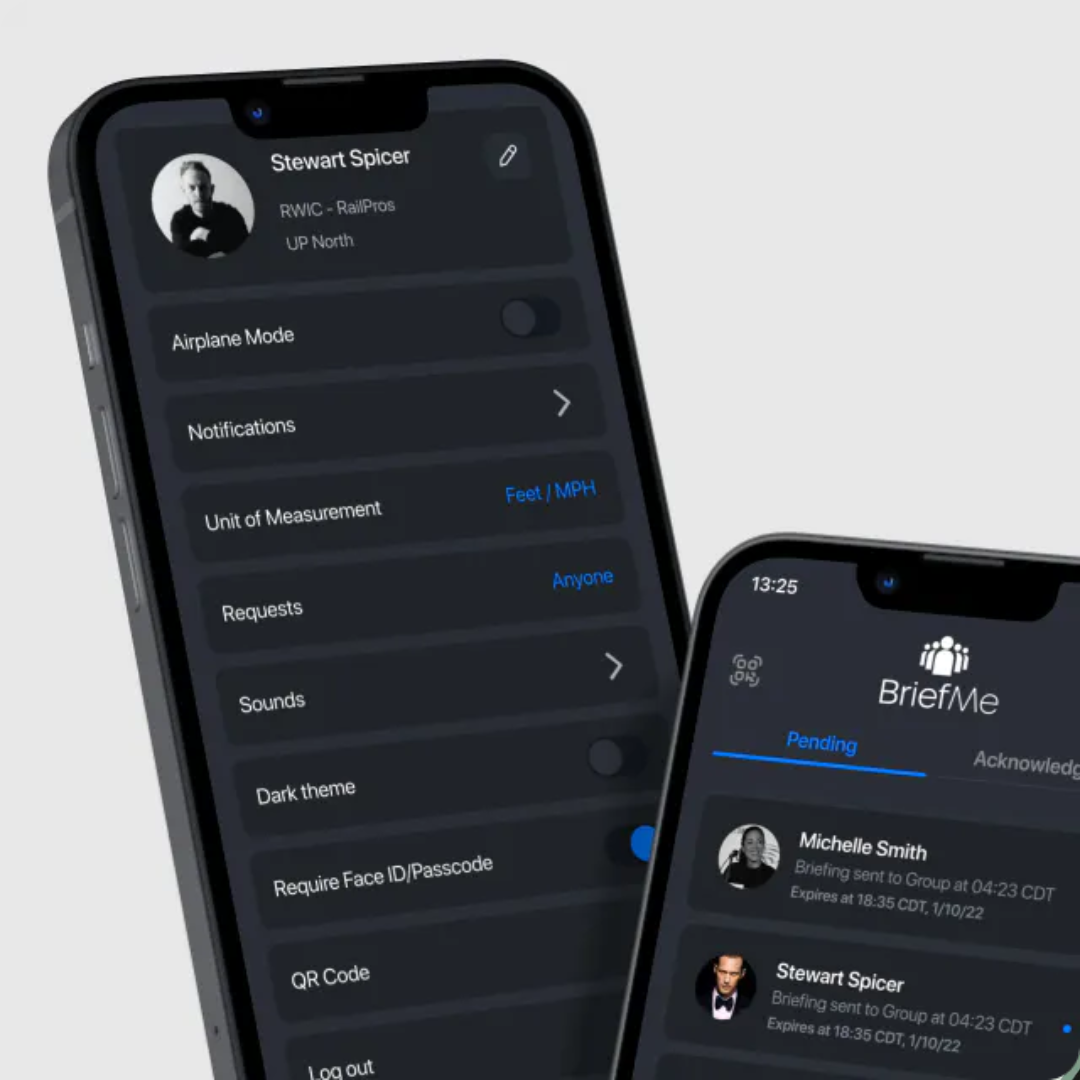 Stewart Spicer
RWIC - RailPros
UP North
Airplane Mode
Notifications
Unit of Measurement
Feet / MPH
Requests
Anyone
Sounds
Dark theme
Require Face ID/Passcode
QR Code
Log out
13:25
BriefMe
Pending
Acknowledg
Michelle Smith
Briefing sent to Group at 04:23 CDT
Expires at 18:35 CDT, 1/10/22
Stewart Spicer
Briefing sent to Group at 04:23 CDT
Expires at 18:35 CDT, 1/10/22